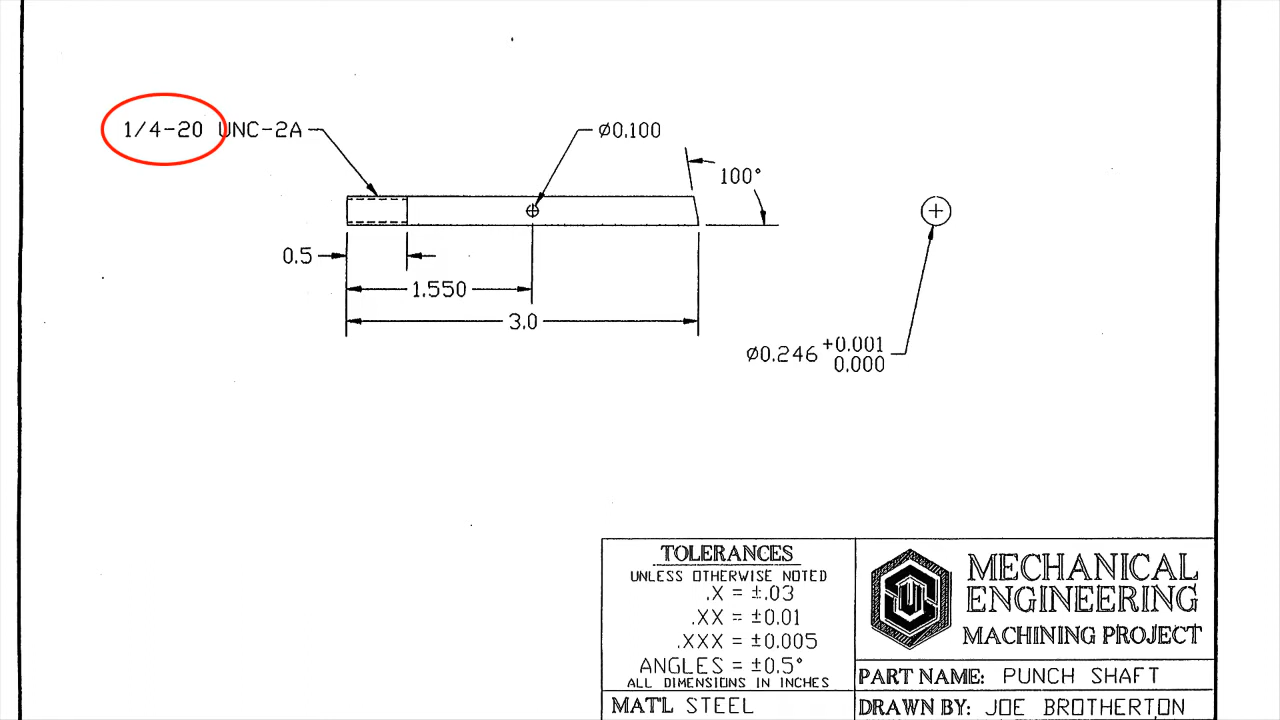 1/4-20 UNC-2A
Ø0.100
100°
0.5
1.550
3.0
Ø0.246 +0.001
0.000
TOLERANCES
UNLESS OTHERWISE NOTED
.X = ±.03
.XX = ±0.01
.XXX = ±0.005
ANGLES = ±0.5°
ALL DIMENSIONS IN INCHES
MAT'L STEEL
MECHANICAL
ENGINEERING
MACHINING PROJECT
PART NAME: PUNCH SHAFT
DRAWN BY: JOE BROTHERTON